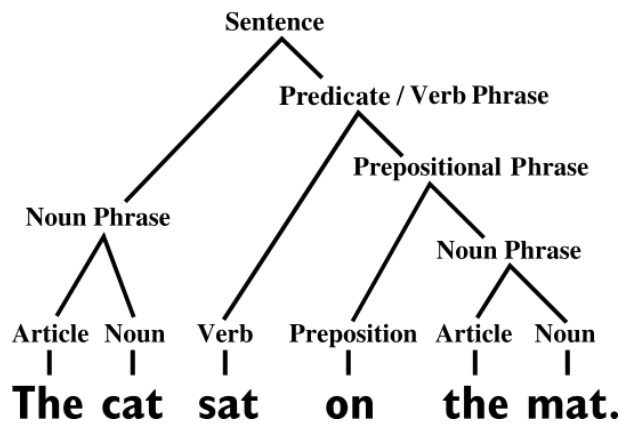 Sentence
Predicate / Verb Phrase
Prepositional Phrase
Noun Phrase
Noun Phrase
Article Noun Verb Preposition Article Noun
The cat sat on the mat.